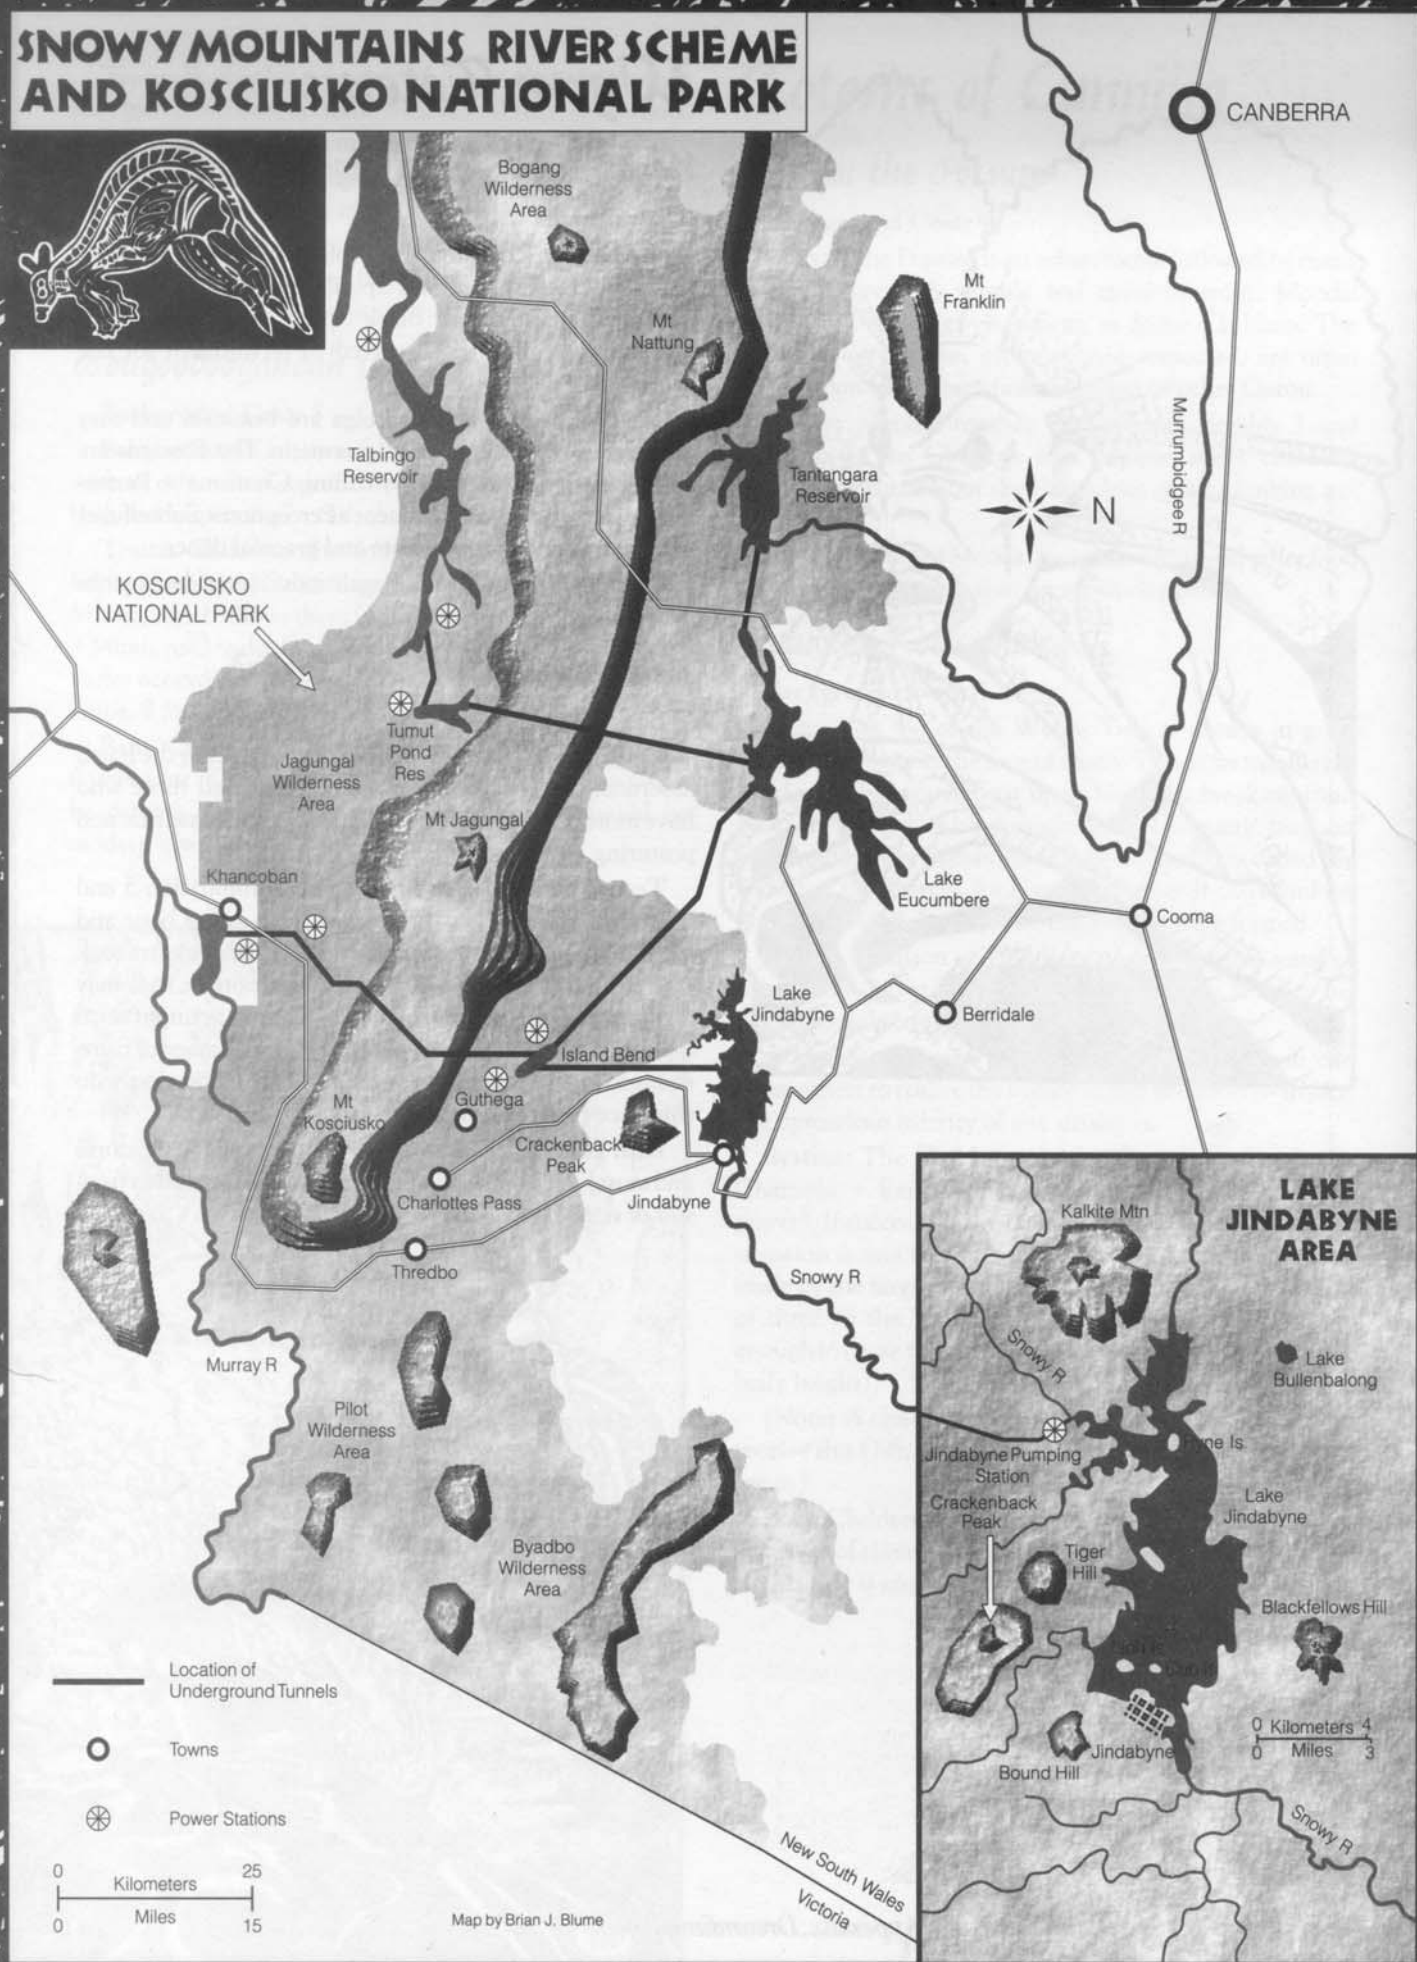 SNOWY MOUNTAINS RIVER SCHEME
AND KOSCIUSKO NATIONAL PARK
CANBERRA
Bogang
Wilderness
Area
Mt
Franklin
Mt
Nattung
Murrumbidgee R
Talbingo
Reservoir
Tantangara
Reservoir
N
KOSCIUSKO
NATIONAL PARK
Tumut
Pond
Res
Jagungal
Wilderness
Area
Mt Jagungal
Khancoban
Lake
Eucumbere
Cooma
Lake
Jindabyne
Berridale
Island Bend
Guthega
Mt
Kosciusko
Crackenback
Peak
Charlottes Pass
Jindabyne
Thredbo
Snowy R
Murray R
Pilot
Wilderness
Area
Byadbo
Wilderness
Area
Location of
Underground Tunnels
Towns
Power Stations
0 25
Kilometers
Miles
0 15
Map by Brian J. Blume
New South Wales
Victoria
LAKE
JINDABYNE
AREA
Kalkite Mtn
Snowy R
Lake
Bullenbalong
Is.
Jindabyne Pumping
Station
Crackenback
Peak
Lake
Jindabyne
Tiger
Hill
Blackfellows Hill
0 Kilometers 4
0 Miles 3
Jindabyne
Bound Hill
Snowy R